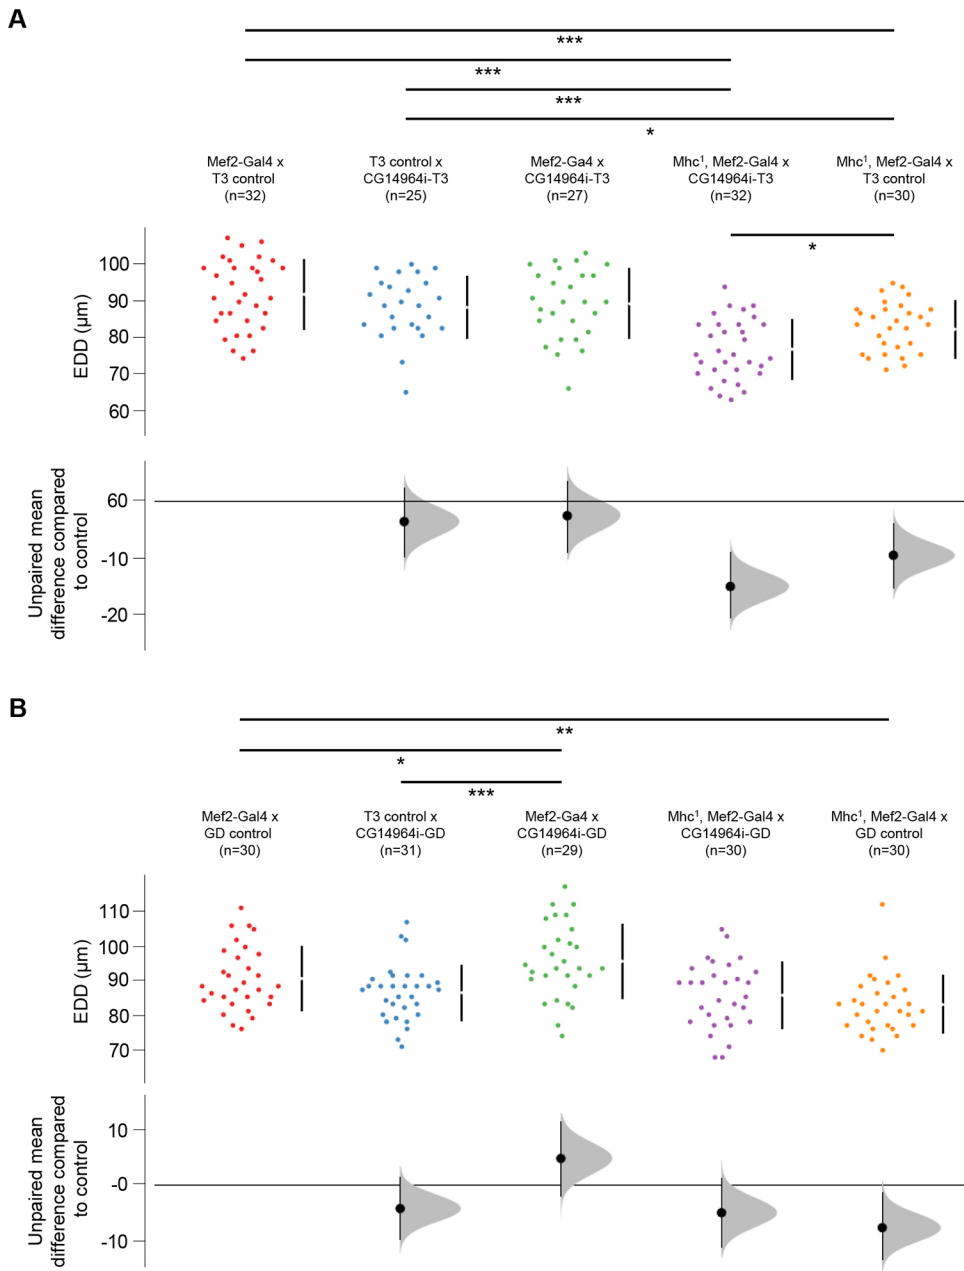 A
***
***
***
*
Mef2-Gal4 x
T3 control
(n=32)
T3 control x
CG14964i-T3
(n=25)
Mef2-Ga4 x
CG14964i-T3
(n=27)
Mhc¹, Mef2-Gal4 x
CG14964i-T3
(n=32)
Mhc¹, Mef2-Gal4 x
T3 control
(n=30)
*
EDD (µm)
100
90
80
70
60
Unpaired mean
difference compared
to control
60
-10
-20
B
**
*
***
Mef2-Gal4 x
GD control
(n=30)
T3 control x
CG14964i-GD
(n=31)
Mef2-Ga4 x
CG14964i-GD
(n=29)
Mhc¹, Mef2-Gal4 x
CG14964i-GD
(n=30)
Mhc¹, Mef2-Gal4 x
GD control
(n=30)
EDD (µm)
110
100
90
80
70
Unpaired mean
difference compared
to control
10
-0
-10